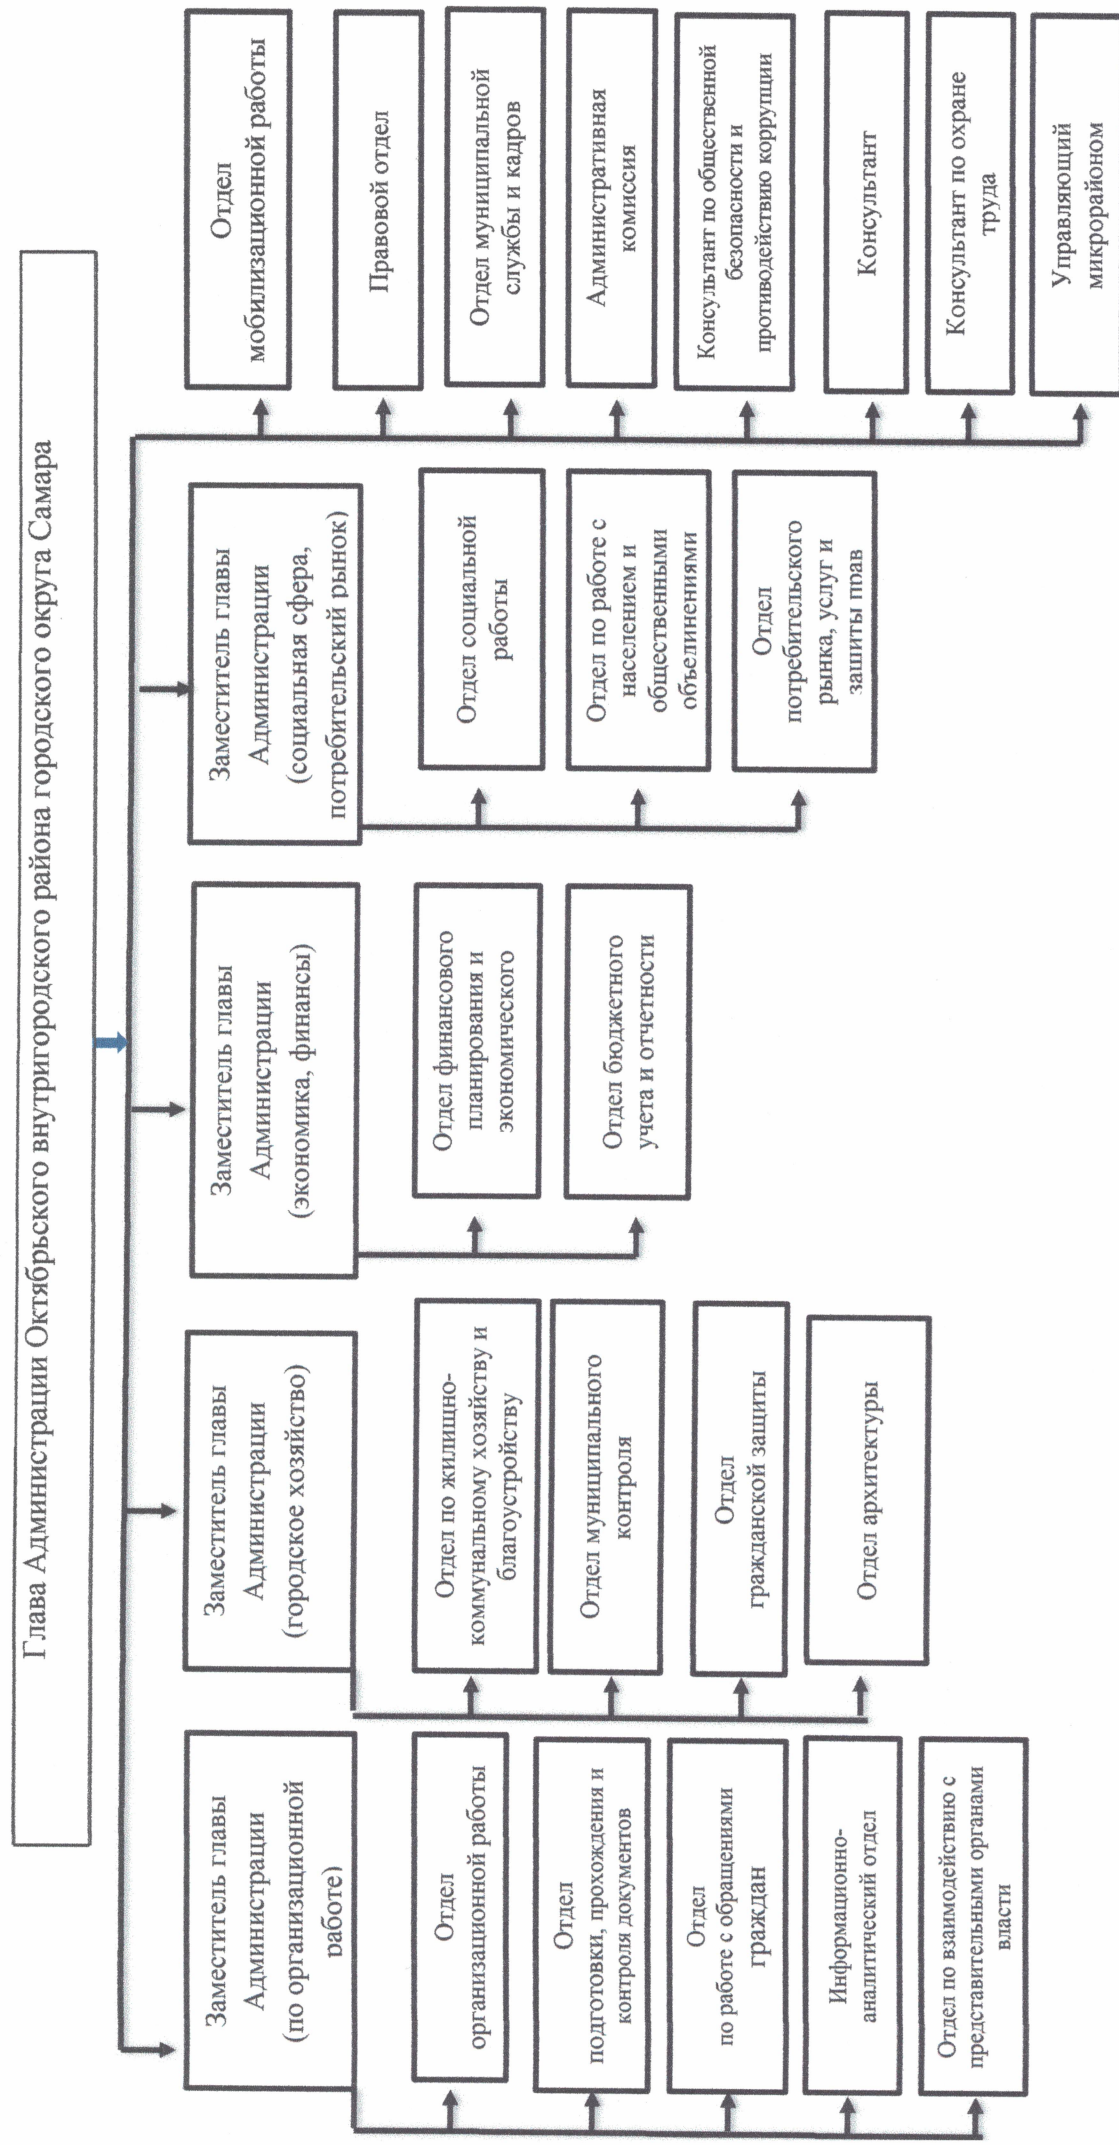 Глава Администрации Октябрьского внутригородского района городского округа Самара
Заместитель главы
Администрации
(по организационной
работе)
Отдел
организационной работы
Отдел
подготовки, прохождения и
контроля документов
Отдел
по работе с обращениями
граждан
Информационно-
аналитический отдел
Отдел по взаимодействию с
представительными органами
власти
Заместитель главы
Администрации
(городское хозяйство)
Отдел по жилищно-
коммунальному хозяйству и
благоустройству
Отдел муниципального
контроля
Отдел
гражданской защиты
Отдел архитектуры
Заместитель главы
Администрации
(экономика, финансы)
Отдел финансового
планирования и
экономического
Отдел бюджетного
учета и отчетности
Заместитель главы
Администрации
(социальная сфера,
потребительский рынок)
Отдел социальной
работы
Отдел по работе с
населением и
общественными
объединениями
Отдел
потребительского
рынка, услуг и
защиты прав
Отдел
мобилизационной работы
Правовой отдел
Отдел муниципальной
службы и кадров
Административная
комиссия
Консультант по общественной
безопасности и
противодействию коррупции
Консультант
Консультант по охране
труда
Управляющий
микрорайоном